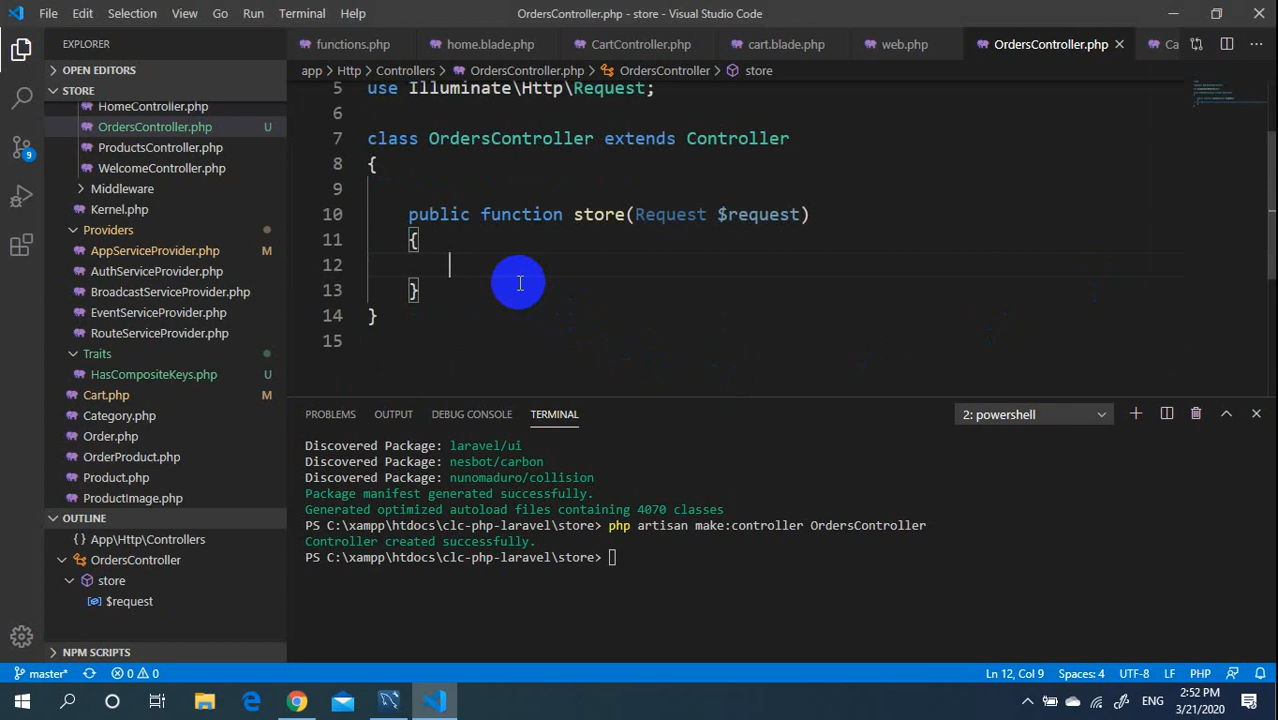 File Edit Selection View Go Run Terminal Help OrdersController.php - store - Visual Studio Code
EXPLORER
OPEN EDITORS
STORE
HomeController.php
OrdersController.php U
ProductsController.php
WelcomeController.php
Middleware
Kernel.php
Providers
AppServiceProvider.php M
AuthServiceProvider.php
BroadcastServiceProvider.php
EventServiceProvider.php
RouteServiceProvider.php
Traits
HasCompositeKeys.php U
Cart.php M
Category.php
Order.php
OrderProduct.php
Product.php
ProductImage.php
OUTLINE
App\Http\Controllers
OrdersController
store
$request
NPM SCRIPTS
9
functions.php home.blade.php CartController.php cart.blade.php web.php OrdersController.php Ca
app > Http > Controllers > OrdersController.php > OrdersController > store
5 use Illuminate\Http\Request;
6
7 class OrdersController extends Controller
8 {
9
10 public function store(Request $request)
11 {
12
13 }
14 }
15
PROBLEMS OUTPUT DEBUG CONSOLE TERMINAL 2: powershell
Discovered Package: laravel/ui
Discovered Package: nesbot/carbon
Discovered Package: nunomaduro/collision
Package manifest generated successfully.
Generated optimized autoload files containing 4070 classes
PS C:\xampp\htdocs\clc-php-laravel\store> php artisan make:controller OrdersController
Controller created successfully.
PS C:\xampp\htdocs\clc-php-laravel\store>
master* 0 0 Ln 12, Col 9 Spaces: 4 UTF-8 LF PHP
ENG 2:52 PM
3/21/2020